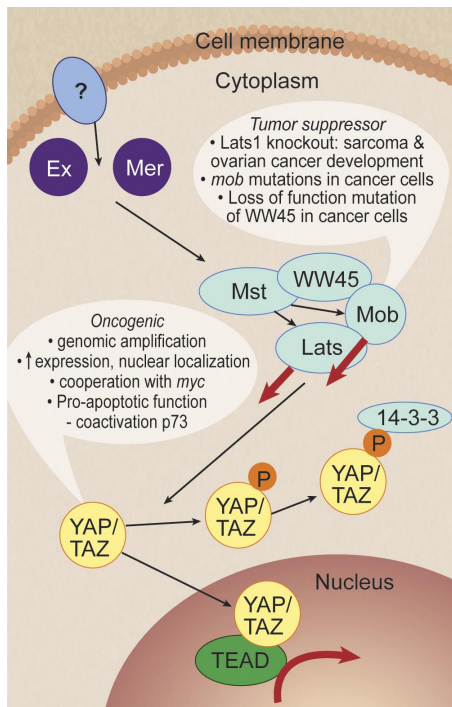 Cell membrane
Cytoplasm
?
Ex
Mer
Tumor suppressor
• Lats1 knockout: sarcoma &
ovarian cancer development
• mob mutations in cancer cells
• Loss of function mutation
of WW45 in cancer cells
WW45
Mst
Mob
Lats
Oncogenic
• genomic amplification
• ↑ expression, nuclear localization
• cooperation with myc
• Pro-apoptotic function
- coactivation p73
14-3-3
P
YAP/
TAZ
P
YAP/
TAZ
YAP/
TAZ
Nucleus
YAP/
TAZ
TEAD